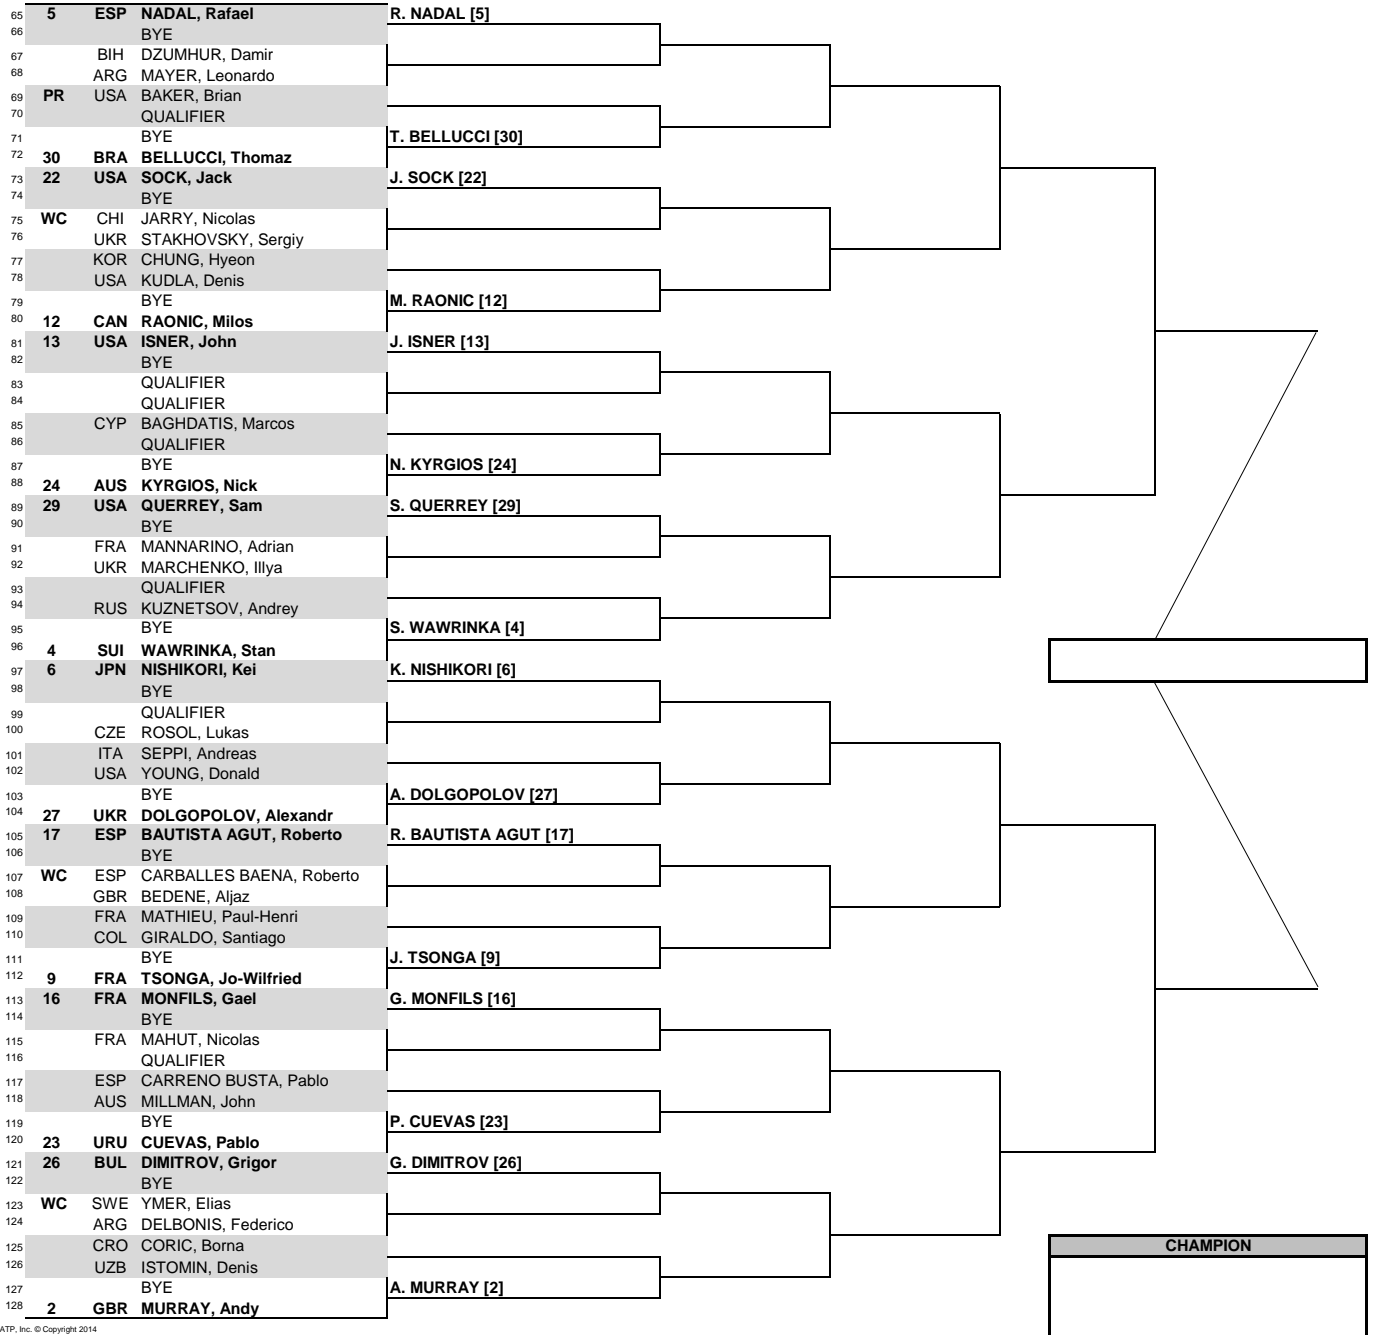 65 5 ESP NADAL, Rafael R. NADAL [5]
66 BYE
67 BIH DZUMHUR, Damir
68 ARG MAYER, Leonardo
69 PR USA BAKER, Brian
70 QUALIFIER
71 BYE T. BELLUCCI [30]
72 30 BRA BELLUCCI, Thomaz
73 22 USA SOCK, Jack J. SOCK [22]
74 BYE
75 WC CHI JARRY, Nicolas
76 UKR STAKHOVSKY, Sergiy
77 KOR CHUNG, Hyeon
78 USA KUDLA, Denis
79 BYE M. RAONIC [12]
80 12 CAN RAONIC, Milos
81 13 USA ISNER, John J. ISNER [13]
82 BYE
83 QUALIFIER
84 QUALIFIER
85 CYP BAGHDATIS, Marcos
86 QUALIFIER
87 BYE N. KYRGIOS [24]
88 24 AUS KYRGIOS, Nick
89 29 USA QUERREY, Sam S. QUERREY [29]
90 BYE
91 FRA MANNARINO, Adrian
92 UKR MARCHENKO, Illya
93 QUALIFIER
94 RUS KUZNETSOV, Andrey
95 BYE S. WAWRINKA [4]
96 4 SUI WAWRINKA, Stan
97 6 JPN NISHIKORI, Kei K. NISHIKORI [6]
98 BYE
99 QUALIFIER
100 CZE ROSOL, Lukas
101 ITA SEPPI, Andreas
102 USA YOUNG, Donald
103 BYE A. DOLGOPOLOV [27]
104 27 UKR DOLGOPOLOV, Alexandr
105 17 ESP BAUTISTA AGUT, Roberto R. BAUTISTA AGUT [17]
106 BYE
107 WC ESP CARBALLES BAENA, Roberto
108 GBR BEDENE, Aljaz
109 FRA MATHIEU, Paul-Henri
110 COL GIRALDO, Santiago
111 BYE J. TSONGA [9]
112 9 FRA TSONGA, Jo-Wilfried
113 16 FRA MONFILS, Gael G. MONFILS [16]
114 BYE
115 FRA MAHUT, Nicolas
116 QUALIFIER
117 ESP CARRENO BUSTA, Pablo
118 AUS MILLMAN, John
119 BYE P. CUEVAS [23]
120 23 URU CUEVAS, Pablo
121 26 BUL DIMITROV, Grigor G. DIMITROV [26]
122 BYE
123 WC SWE YMER, Elias
124 ARG DELBONIS, Federico
125 CRO CORIC, Borna
126 UZB ISTOMIN, Denis
127 BYE A. MURRAY [2]
128 2 GBR MURRAY, Andy
CHAMPION
ATP, Inc. © Copyright 2014